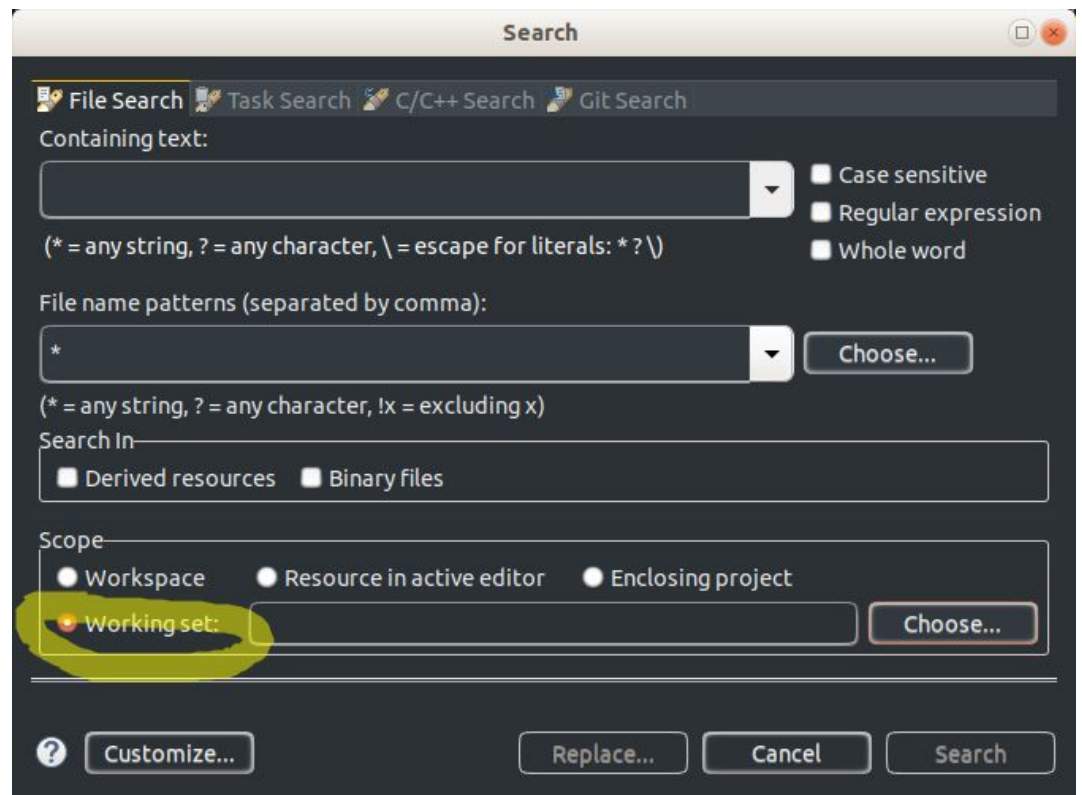 Search
File Search Task Search C/C++ Search Git Search
Containing text:
Case sensitive
Regular expression
(* = any string, ? = any character, \ = escape for literals: * ? \)
Whole word
File name patterns (separated by comma):
*
Choose...
(* = any string, ? = any character, !x = excluding x)
Search In
Derived resources Binary files
Scope
Workspace Resource in active editor Enclosing project
Working set: Choose...
? Customize... Replace... Cancel Search